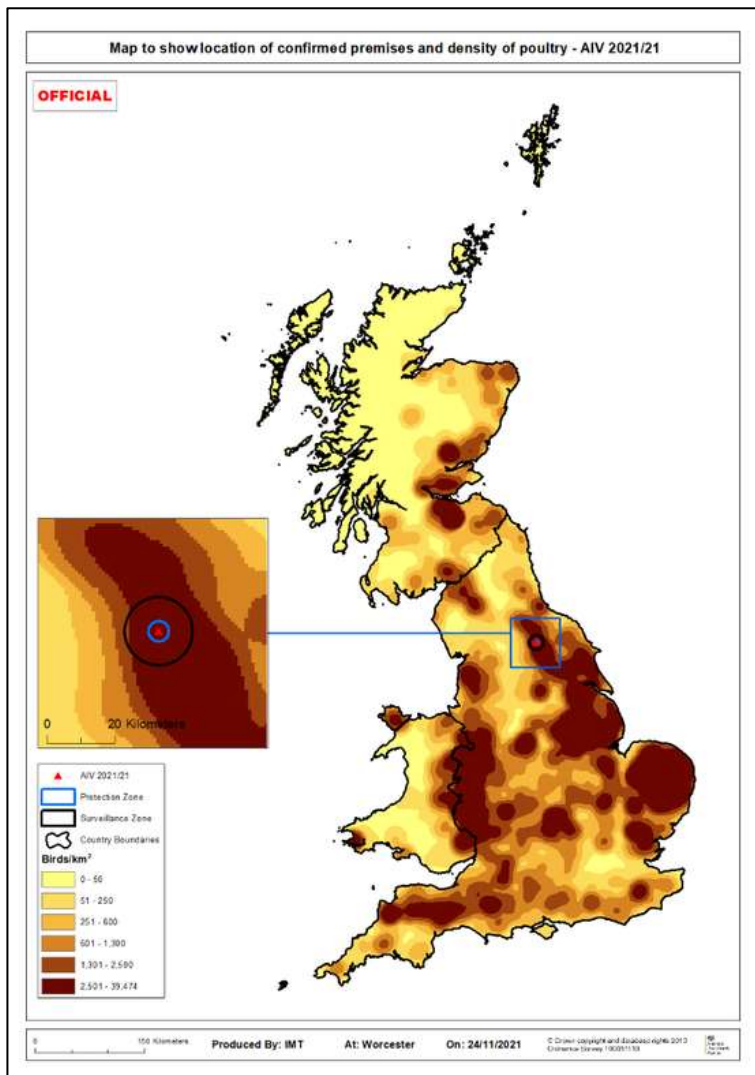 Map to show location of confirmed premises and density of poultry - AIV 2021/21
OFFICIAL
0 20 Kilometers
AIV 2021/21
Protection Zone
Surveillance Zone
Country Boundaries
Birds/km²
0 - 50
51 - 250
251 - 600
601 - 1,300
1,301 - 2,500
2,501 - 39,474
0 150 Kilometers
Produced By: IMT At: Worcester On: 24/11/2021
© Crown copyright and database rights
Ordnance Survey